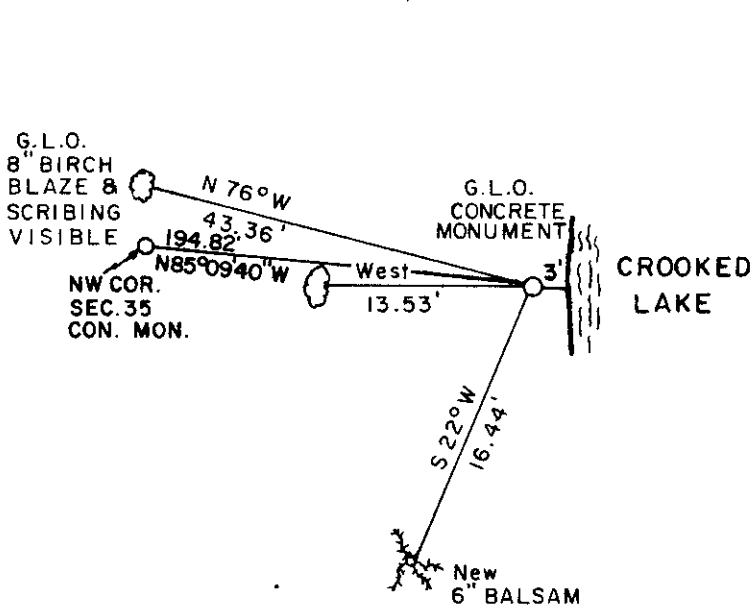 G.L.O.
8" BIRCH
BLAZE &
SCRIBING
VISIBLE
N 76° W
43.36'
194.82'
N85°09'40"W
NW COR.
SEC. 35
CON. MON.
West
13.53'
G.L.O.
CONCRETE
MONUMENT
3'
CROOKED
LAKE
S 22° W
16.44'
New
6" BALSAM